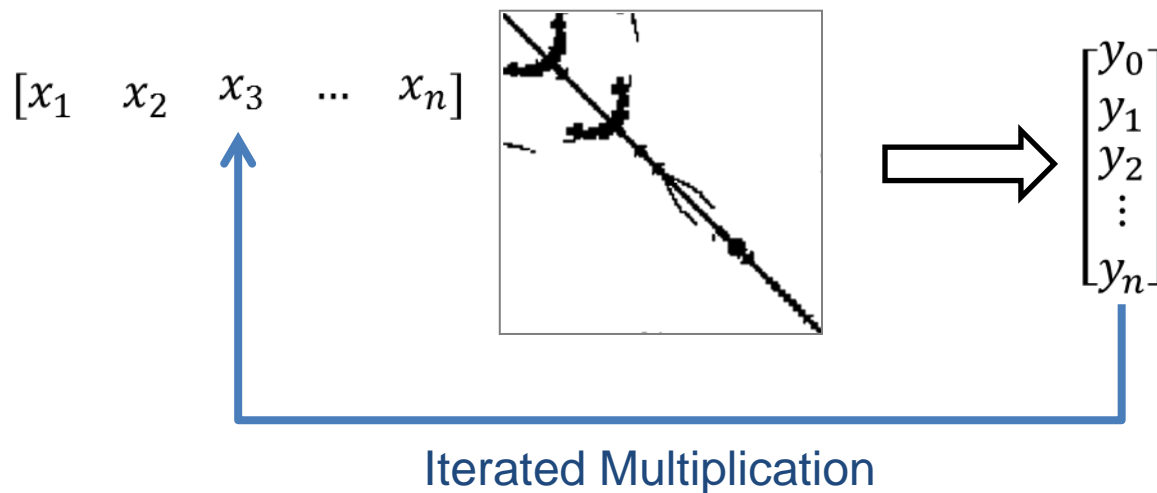 [x₁ x₂ x₃ ... xₙ]
y₀
y₁
y₂
⋮
yₙ
Iterated Multiplication